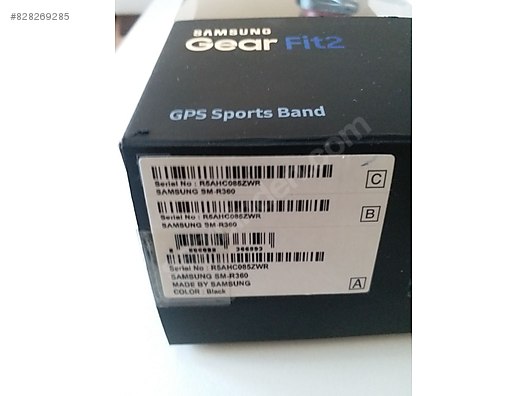 #828269285
SAMSUNG
Gear Fit2
GPS Sports Band
Serial No : R5AHC085ZWR
SAMSUNG SM-R360
C
Serial No : R5AHC085ZWR
SAMSUNG SM-R360
B
Serial No : R5AHC085ZWR
SAMSUNG SM-R360
MADE BY SAMSUNG
COLOR : Black
A